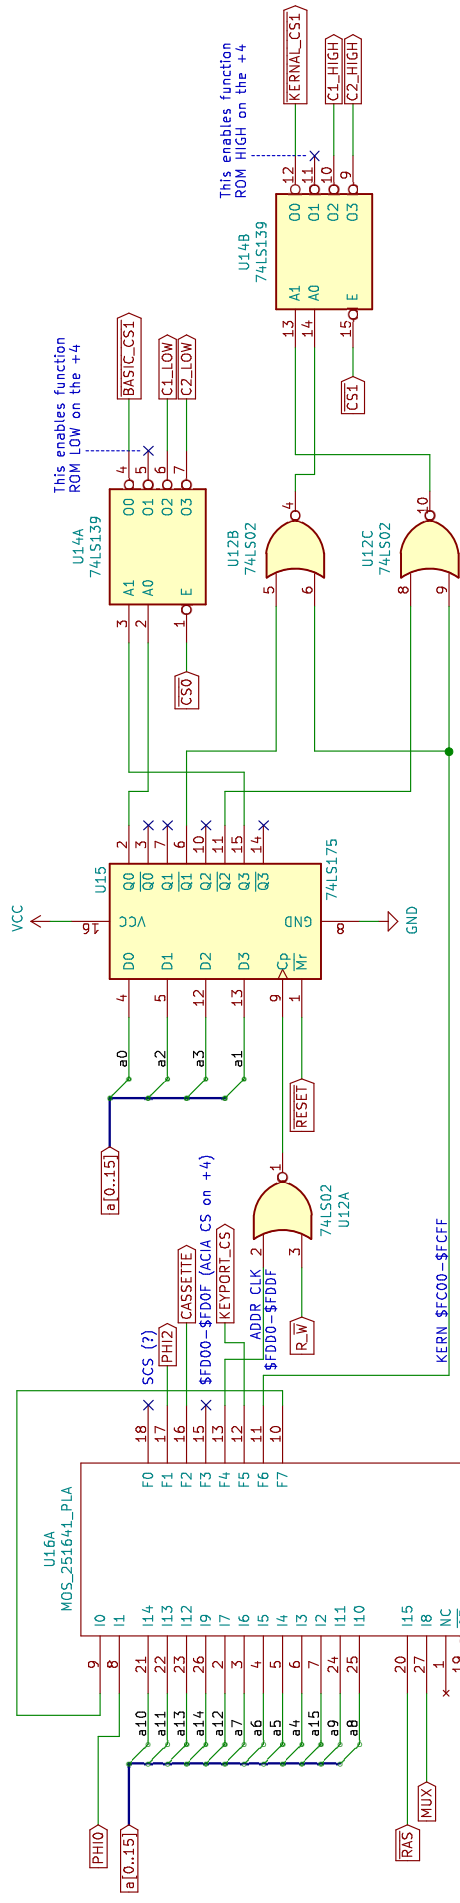 This enables function
ROM HIGH on the +4
KERNAL_CS1
C1_HIGH
C2_HIGH
12
11
10
9
O0
O1
O2
O3
U14B
74LS139
A1
A0
E
13
14
15
CS1
This enables function
ROM LOW on the +4
BASIC_CS1
C1_LOW
C2_LOW
4
5
6
7
O0
O1
O2
O3
U14A
74LS139
A1
A0
E
3
2
1
CS0
4
U12B
74LS02
5
6
10
U12C
74LS02
8
9
2
3
7
6
10
11
15
14
U15
74LS175
Q0
Q0
Q1
Q1
Q2
Q2
Q3
Q3
VCC
16
VCC
GND
8
GND
D0
D1
D2
D3
Cp
Mr
4
5
12
13
9
1
a0
a2
a3
a1
a[0..15]
RESET
1
74LS02
U12A
2
3
R_W
SCS (?)
PHI2
CASSETTE
$FD00-$FD0F (ACIA CS on +4)
KEYPORT_CS
ADDR CLK
$FDD0-$FDDF
KERN $FC00-$FCFF
18
17
16
15
13
12
11
10
F0
F1
F2
F3
F4
F5
F6
F7
U16A
MOS_251641_PLA
I0
I1
I14
I13
I12
I9
I7
I6
I5
I4
I3
I2
I11
I10
I15
I8
NC
9
8
21
22
23
26
2
3
4
5
6
7
24
25
20
27
1
19
a10
a11
a13
a14
a12
a7
a6
a5
a4
a15
a9
a8
PHI0
a[0..15]
RAS
MUX